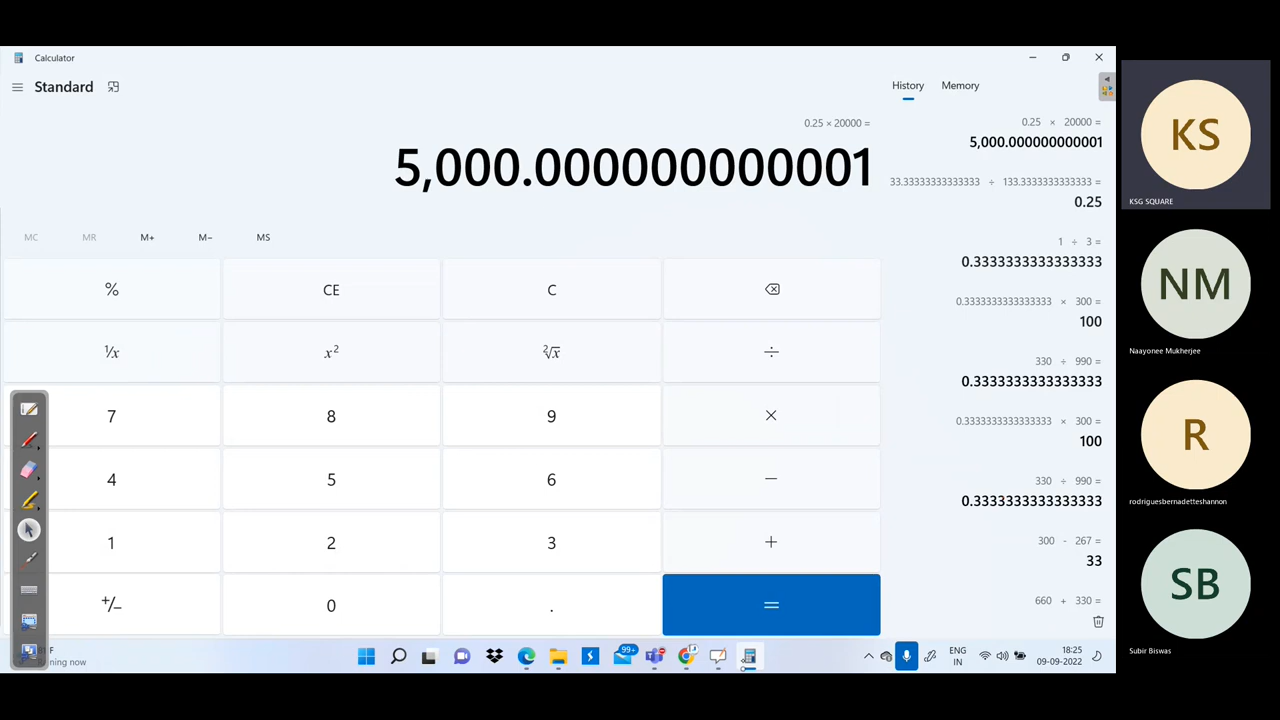 Calculator
Standard
History
Memory
0.25 × 20000 =
5,000.000000000001
MC
MR
M+
M−
MS
%
CE
C
⌫
¹/x
x²
²√x
÷
7
8
9
×
4
5
6
−
1
2
3
+
+/−
0
.
=
0.25 × 20000 =
5,000.000000000001
33.33333333333333 ÷ 133.3333333333333 =
0.25
1 ÷ 3 =
0.3333333333333333
0.3333333333333333 × 300 =
100
330 ÷ 990 =
0.3333333333333333
0.3333333333333333 × 300 =
100
330 ÷ 990 =
0.3333333333333333
300 - 267 =
33
660 + 330 =
99+
ENG
IN
18:25
09-09-2022
KS
KSG SQUARE
NM
Naayonee Mukherjee
R
rodriguesbernadetteshannon
SB
Subir Biswas